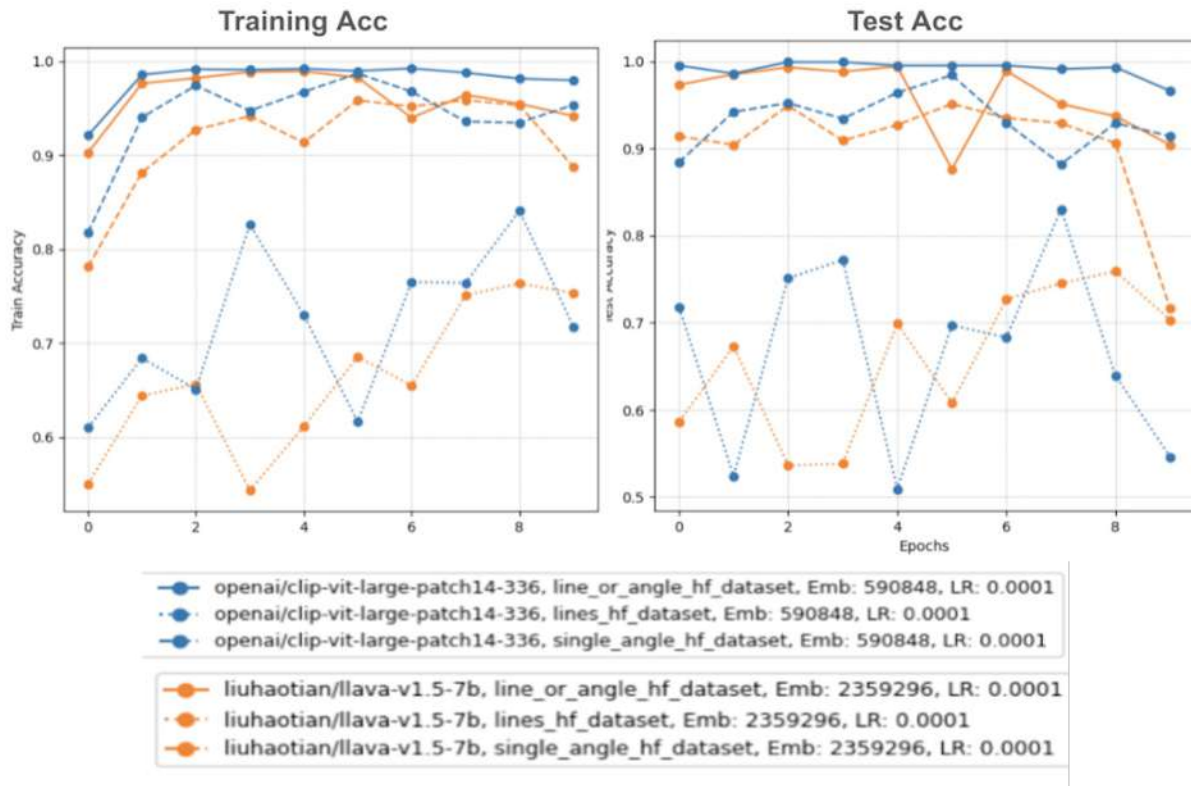 Training Acc
Test Acc
1.0
0.9
0.8
0.7
0.6
Train Accuracy
0 2 4 6 8
1.0
0.9
0.8
0.7
0.6
0.5
Test Accuracy
0 2 4 6 8
Epochs
openai/clip-vit-large-patch14-336, line_or_angle_hf_dataset, Emb: 590848, LR: 0.0001
openai/clip-vit-large-patch14-336, lines_hf_dataset, Emb: 590848, LR: 0.0001
openai/clip-vit-large-patch14-336, single_angle_hf_dataset, Emb: 590848, LR: 0.0001
liuhaotian/llava-v1.5-7b, line_or_angle_hf_dataset, Emb: 2359296, LR: 0.0001
liuhaotian/llava-v1.5-7b, lines_hf_dataset, Emb: 2359296, LR: 0.0001
liuhaotian/llava-v1.5-7b, single_angle_hf_dataset, Emb: 2359296, LR: 0.0001